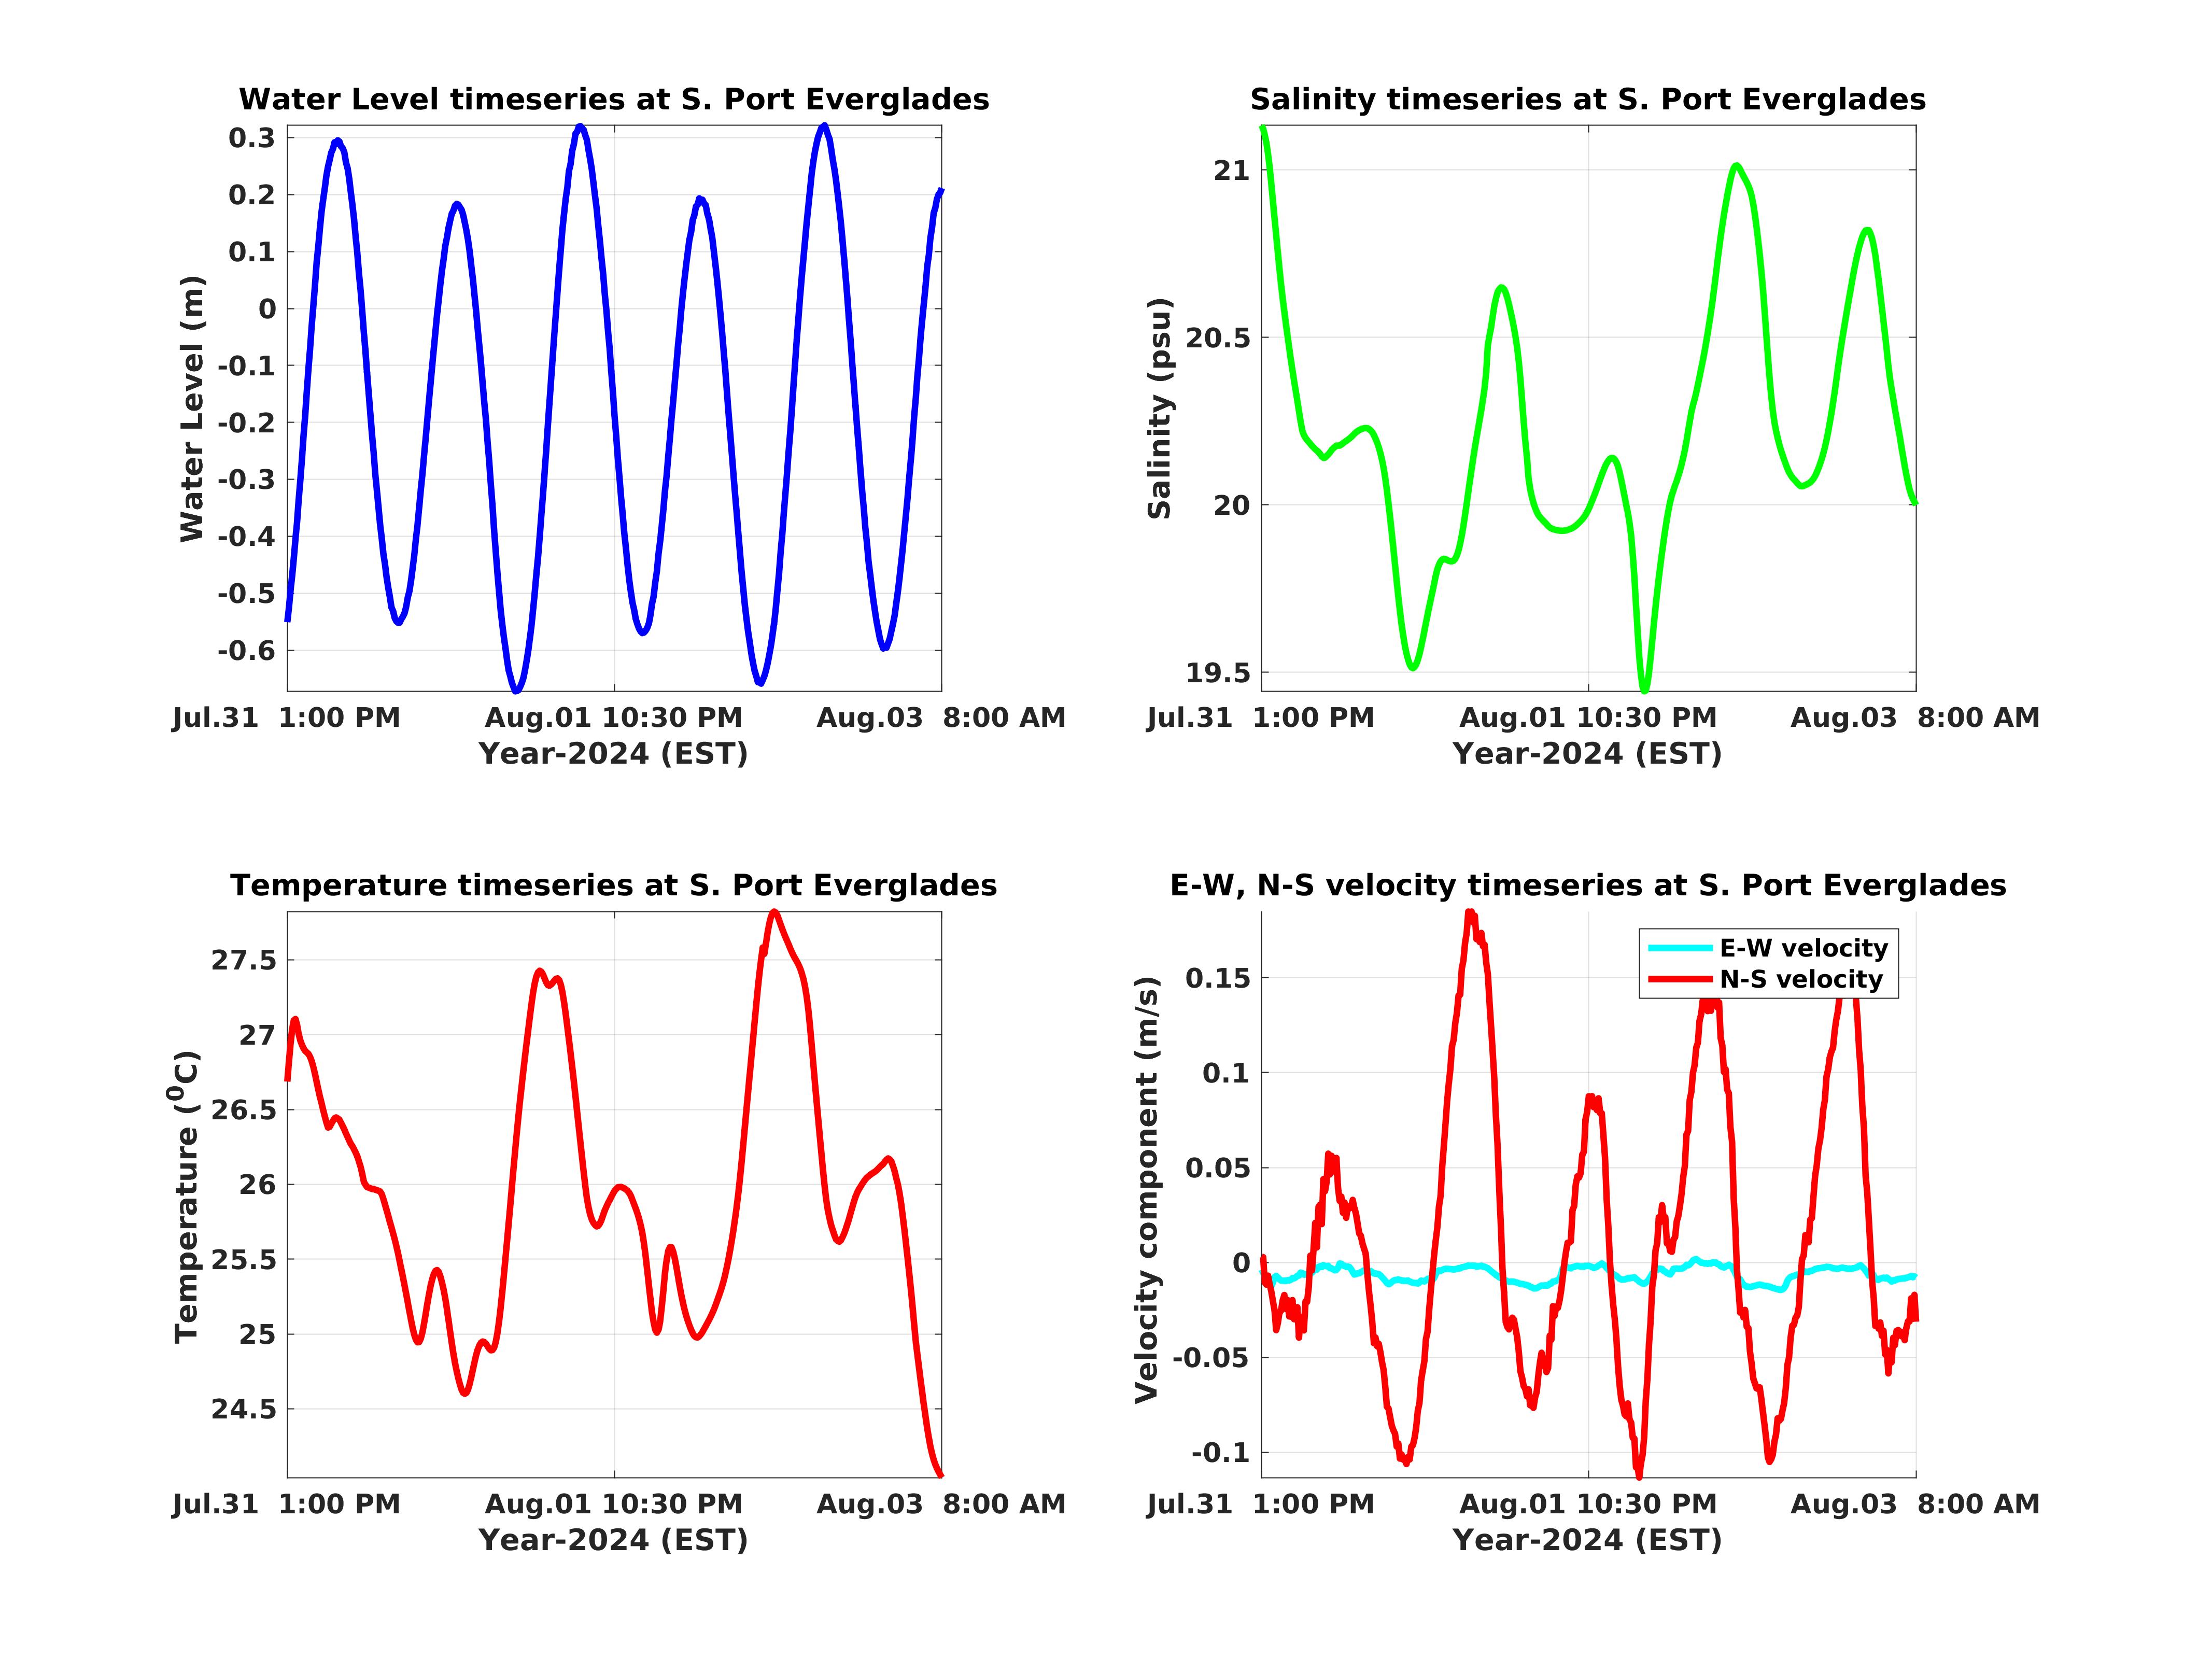 Water Level timeseries at S. Port Everglades
Water Level (m)
0.3
0.2
0.1
0
-0.1
-0.2
-0.3
-0.4
-0.5
-0.6
Jul.31 1:00 PM
Aug.01 10:30 PM
Aug.03 8:00 AM
Year-2024 (EST)
Salinity timeseries at S. Port Everglades
Salinity (psu)
21
20.5
20
19.5
Jul.31 1:00 PM
Aug.01 10:30 PM
Aug.03 8:00 AM
Year-2024 (EST)
Temperature timeseries at S. Port Everglades
Temperature (⁰C)
27.5
27
26.5
26
25.5
25
24.5
Jul.31 1:00 PM
Aug.01 10:30 PM
Aug.03 8:00 AM
Year-2024 (EST)
E-W, N-S velocity timeseries at S. Port Everglades
Velocity component (m/s)
E-W velocity
N-S velocity
0.15
0.1
0.05
0
-0.05
-0.1
Jul.31 1:00 PM
Aug.01 10:30 PM
Aug.03 8:00 AM
Year-2024 (EST)